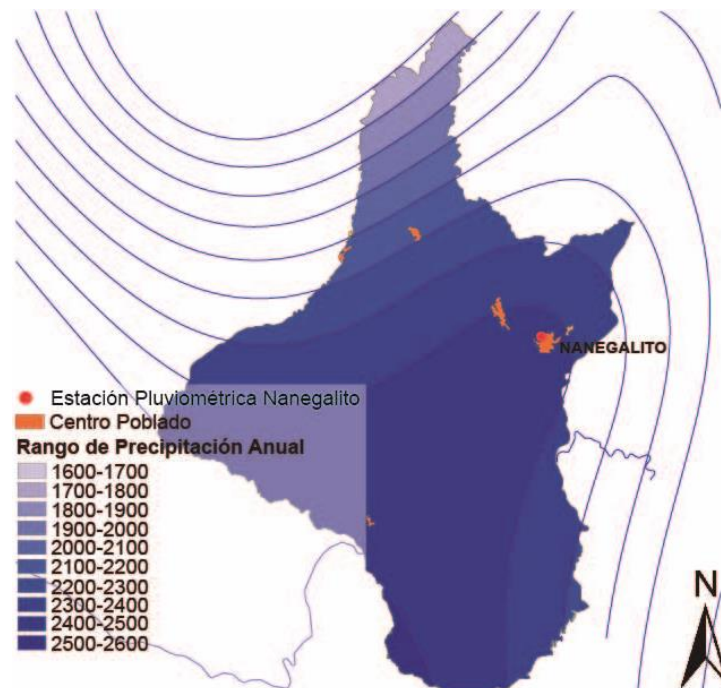 NANEGALITO
Estación Pluviométrica Nanegalito
Centro Poblado
Rango de Precipitación Anual
1600-1700
1700-1800
1800-1900
1900-2000
2000-2100
2100-2200
2200-2300
2300-2400
2400-2500
2500-2600
N